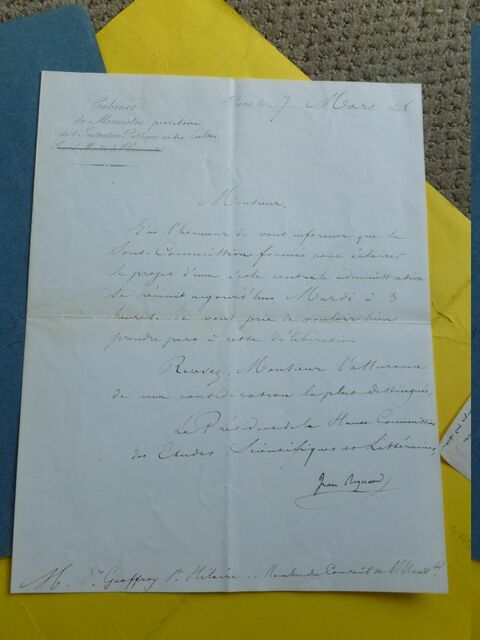 Cabinet
du Ministre provisoire
de l'Instruction Publique et des Cultes.
Paris le 7 Mars
Monsieur,
J'ai l'honneur de vous informer que la
Sous-Commission formée pour éclairer
le projet d'une école centrale administrative
se réunit aujourd'hui Mardi à 3
heures. Je vous prie de vouloir bien
prendre part à cette délibération.
Recevez, Monsieur l'assurance
de ma considération la plus distinguée,
Le Président de la Haute Commission
des Etudes Scientifiques et Littéraires,
Jean Reynaud
M. Geoffroy St Hilaire, Membre du Conseil de l'Université